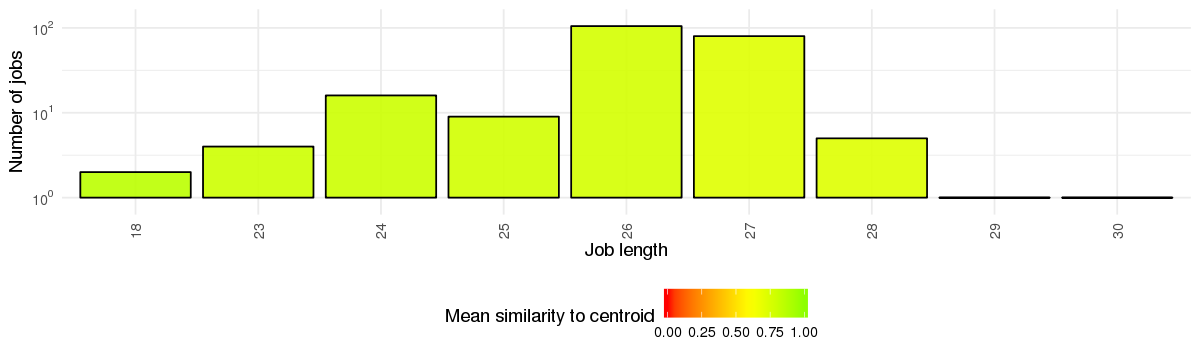 Number of jobs
10²
10¹
10⁰
18 23 24 25 26 27 28 29 30
Job length
Mean similarity to centroid
0.00 0.25 0.50 0.75 1.00